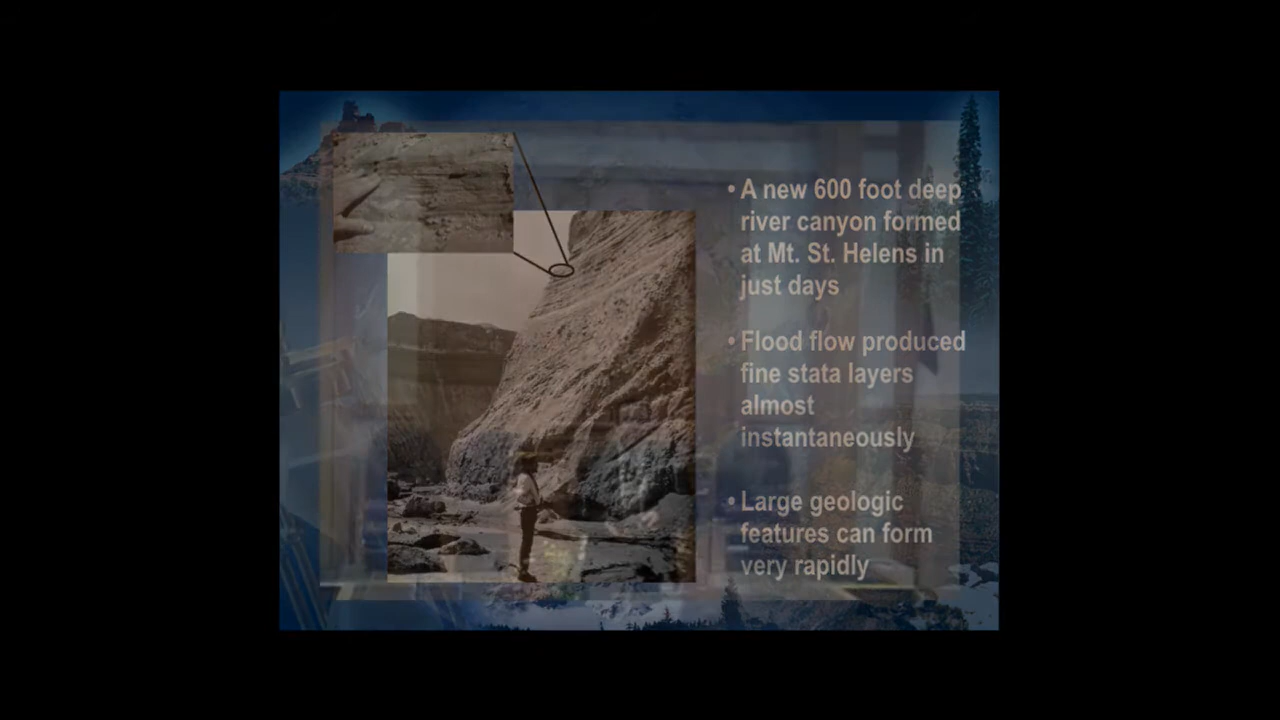 • A new 600 foot deep
river canyon formed
at Mt. St. Helens in
just days
• Flood flow produced
fine stata layers
almost
instantaneously
• Large geologic
features can form
very rapidly